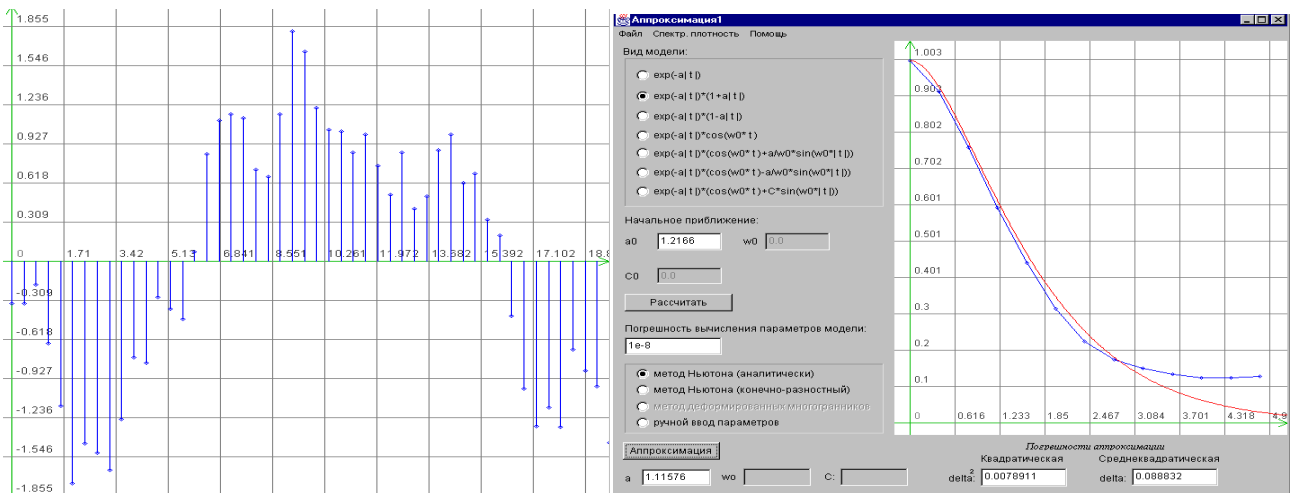 1.855
1.546
1.236
0.927
0.618
0.309
0 1.71 3.42 5.13 6.841 8.551 10.261 11.972 13.682 15.392 17.102 18.8
-0.309
-0.618
-0.927
-1.236
-1.546
-1.855
Аппроксимация1
Файл Спектр. плотность Помощь
Вид модели:
exp(-a| t |)
exp(-a| t |)*(1+a| t |)
exp(-a| t |)*(1-a| t |)
exp(-a| t |)*cos(w0* t )
exp(-a| t |)*(cos(w0* t )+a/w0*sin(w0*| t |))
exp(-a| t |)*(cos(w0* t )-a/w0*sin(w0*| t |))
exp(-a| t |)*(cos(w0* t )+C*sin(w0*| t |))
Начальное приближение:
a0 1.2166 w0 0.0
C0 0.0
Рассчитать
Погрешность вычисления параметров модели:
1e-8
метод Ньютона (аналитически)
метод Ньютона (конечно-разностный)
метод деформированных многогранников
ручной ввод параметров
Аппроксимация
a 1.11576 wo C:
1.003
0.903
0.802
0.702
0.601
0.501
0.401
0.3
0.2
0.1
0 0.616 1.233 1.85 2.467 3.084 3.701 4.318 4.9
Погрешности аппроксимации
Квадратическая Среднеквадратическая
delta²: 0.0078911 delta: 0.088832